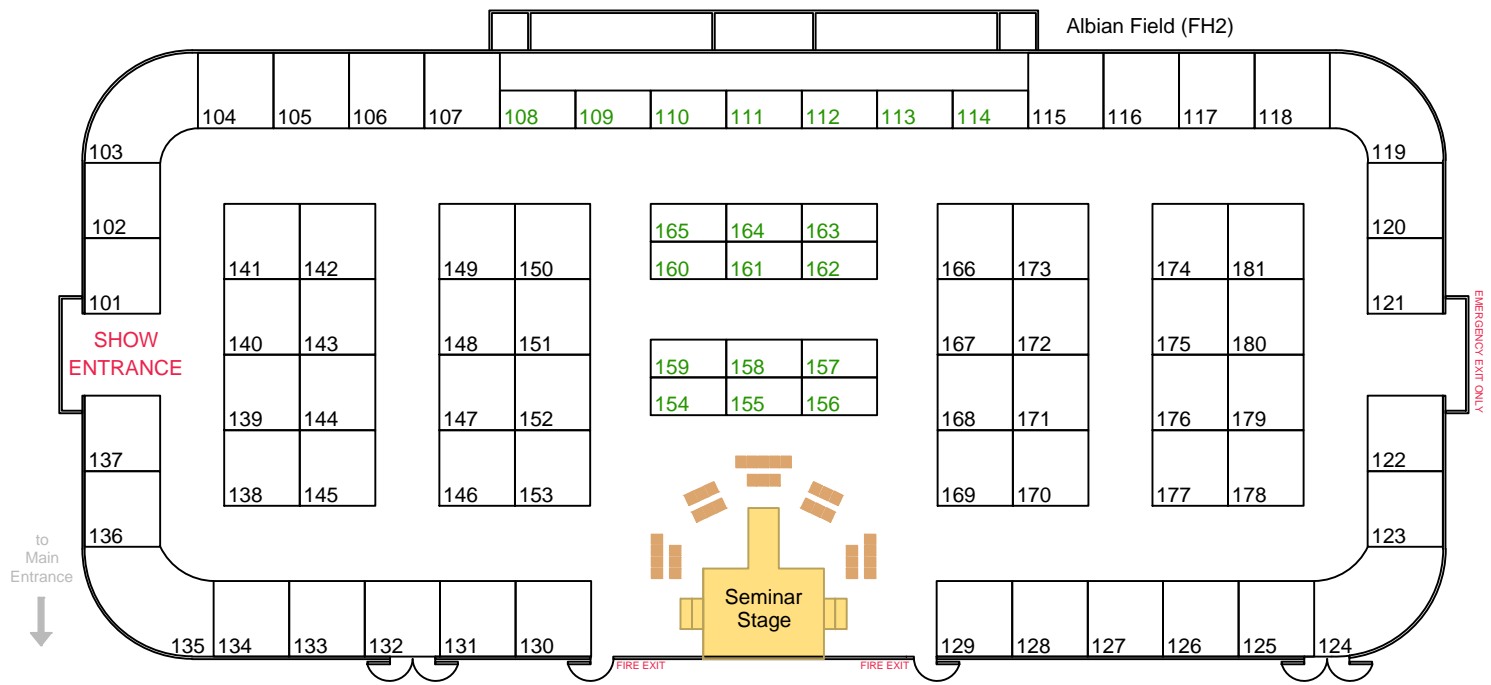 Albian Field (FH2)
104 105 106 107 108 109 110 111 112 113 114 115 116 117 118
103 119
102 120
165 164 163
141 142 149 150 160 161 162 166 173 174 181
101 121
SHOW
ENTRANCE
EMERGENCY EXIT ONLY
140 143 148 151 167 172 175 180
159 158 157
154 155 156
139 144 147 152 168 171 176 179
137 122
138 145 146 153 169 170 177 178
136 123
to
Main
Entrance
Seminar
Stage
135 134 133 132 131 130 129 128 127 126 125 124
FIRE EXIT FIRE EXIT